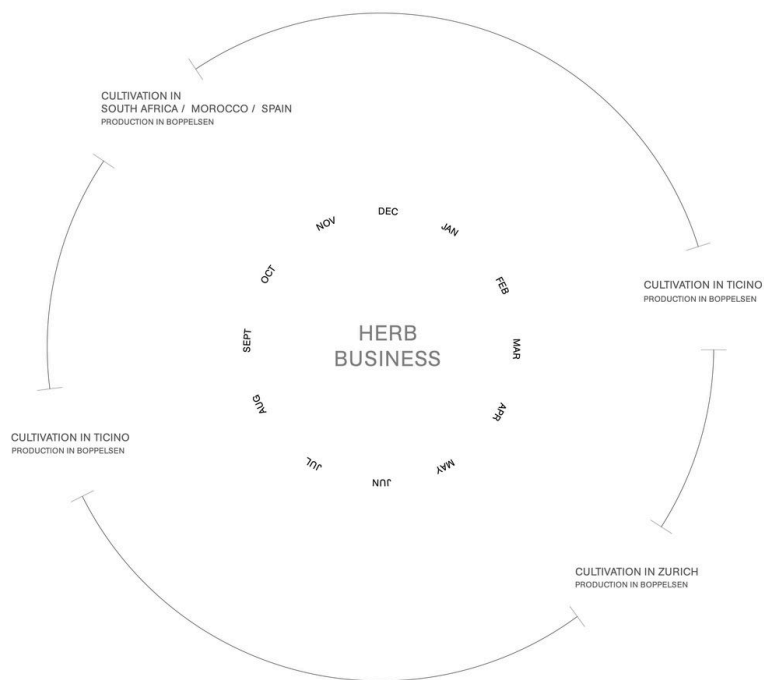 CULTIVATION IN
SOUTH AFRICA / MOROCCO / SPAIN
PRODUCTION IN BOPPELSEN
DEC
NOV
JAN
OCT
FEB
CULTIVATION IN TICINO
PRODUCTION IN BOPPELSEN
HERB
BUSINESS
SEPT
MAR
AUG
APR
CULTIVATION IN TICINO
PRODUCTION IN BOPPELSEN
JUL
MAY
JUN
CULTIVATION IN ZURICH
PRODUCTION IN BOPPELSEN